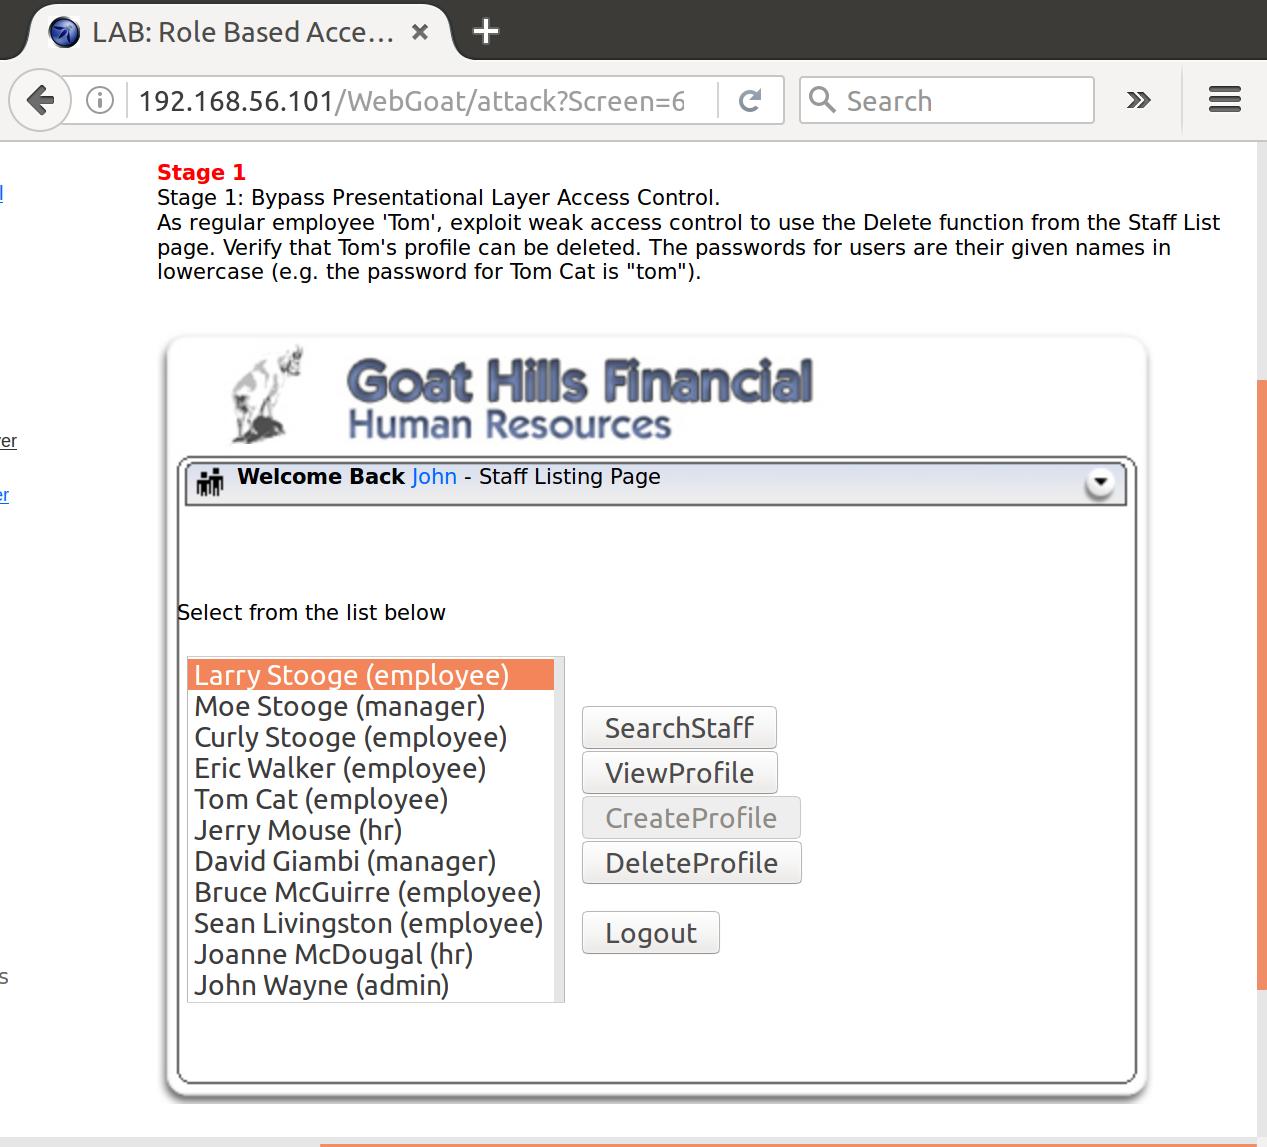 LAB: Role Based Acce...
192.168.56.101/WebGoat/attack?Screen=6
Search
Stage 1
Stage 1: Bypass Presentational Layer Access Control.
As regular employee 'Tom', exploit weak access control to use the Delete function from the Staff List
page. Verify that Tom's profile can be deleted. The passwords for users are their given names in
lowercase (e.g. the password for Tom Cat is "tom").
Goat Hills Financial
Human Resources
Welcome Back John - Staff Listing Page
Select from the list below
Larry Stooge (employee)
Moe Stooge (manager)
Curly Stooge (employee)
Eric Walker (employee)
Tom Cat (employee)
Jerry Mouse (hr)
David Giambi (manager)
Bruce McGuirre (employee)
Sean Livingston (employee)
Joanne McDougal (hr)
John Wayne (admin)
SearchStaff
ViewProfile
CreateProfile
DeleteProfile
Logout